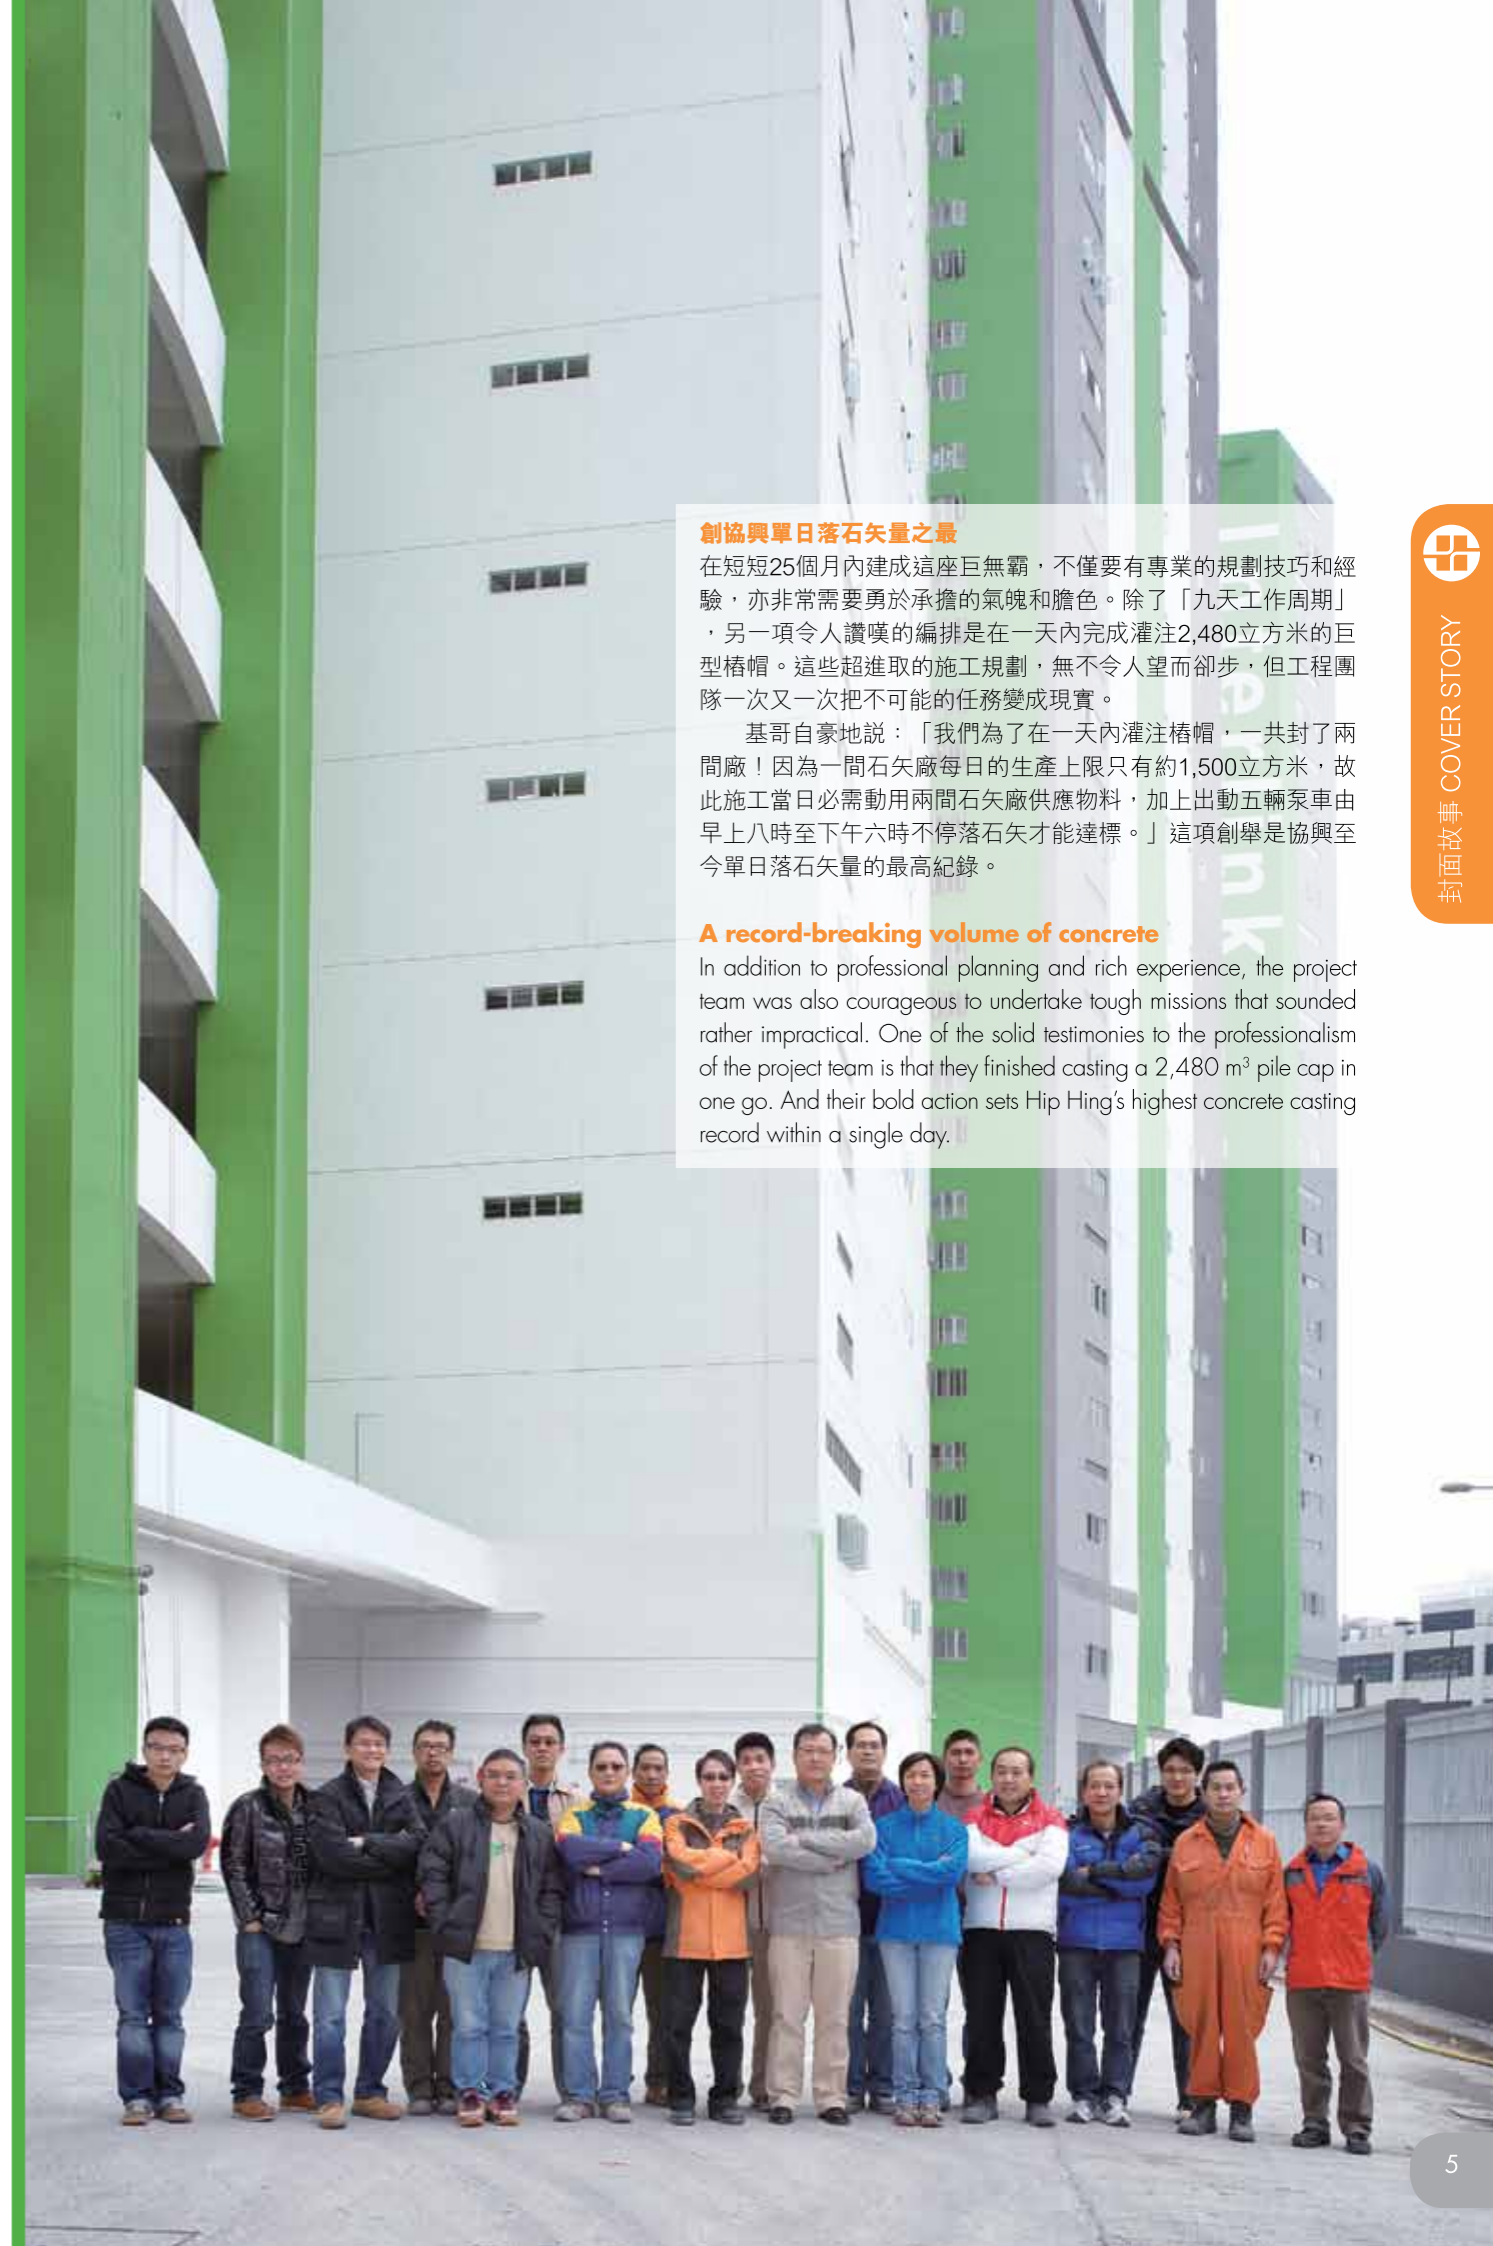 創協興單日落石矢量之最
在短短25個月內建成這座巨無霸，不僅要有專業的規劃技巧和經
驗，亦非常需要勇於承擔的氣魄和膽色。除了「九天工作周期」
，另一項令人讚嘆的編排是在一天內完成灌注2,480立方米的巨
型樁帽。這些超進取的施工規劃，無不令人望而卻步，但工程團
隊一次又一次把不可能的任務變成現實。
基哥自豪地説：「我們為了在一天內灌注樁帽，一共封了兩
間廠！因為一間石矢廠每日的生產上限只有約1,500立方米，故
此施工當日必需動用兩間石矢廠供應物料，加上出動五輛泵車由
早上八時至下午六時不停落石矢才能達標。」這項創舉是協興至
今單日落石矢量的最高紀錄。
A record-breaking volume of concrete
In addition to professional planning and rich experience, the project
team was also courageous to undertake tough missions that sounded
rather impractical. One of the solid testimonies to the professionalism
of the project team is that they finished casting a 2,480 m³ pile cap in
one go. And their bold action sets Hip Hing's highest concrete casting
record within a single day.
Interlink
封面故事 COVER STORY
5